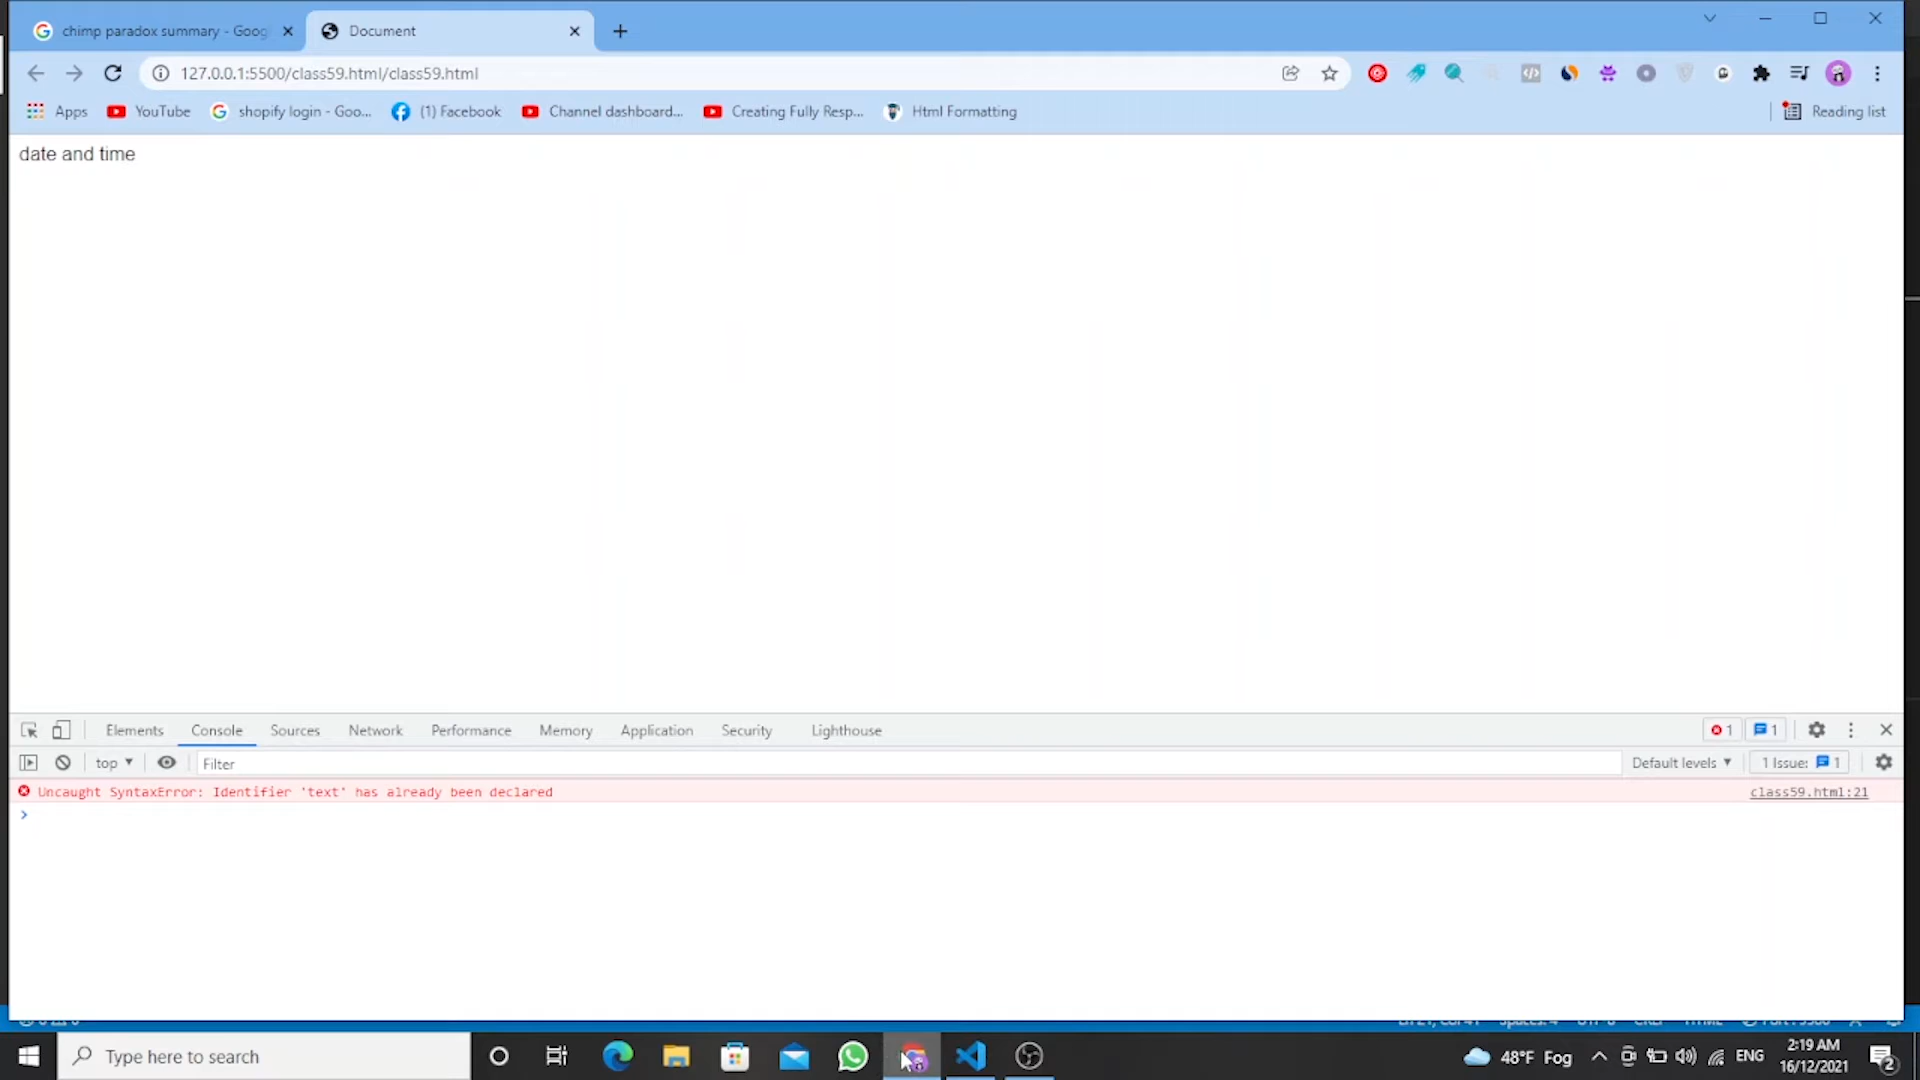 chimp paradox summary - Goog
Document
127.0.0.1:5500/class59.html/class59.html
Apps
YouTube
shopify login - Goo...
(1) Facebook
Channel dashboard...
Creating Fully Resp...
Html Formatting
Reading list
date and time
Elements
Console
Sources
Network
Performance
Memory
Application
Security
Lighthouse
1
1
top
Filter
Default levels
1 Issue:
1
Uncaught SyntaxError: Identifier 'text' has already been declared
class59.html:21
Type here to search
48°F Fog
ENG
2:19 AM
16/12/2021
2